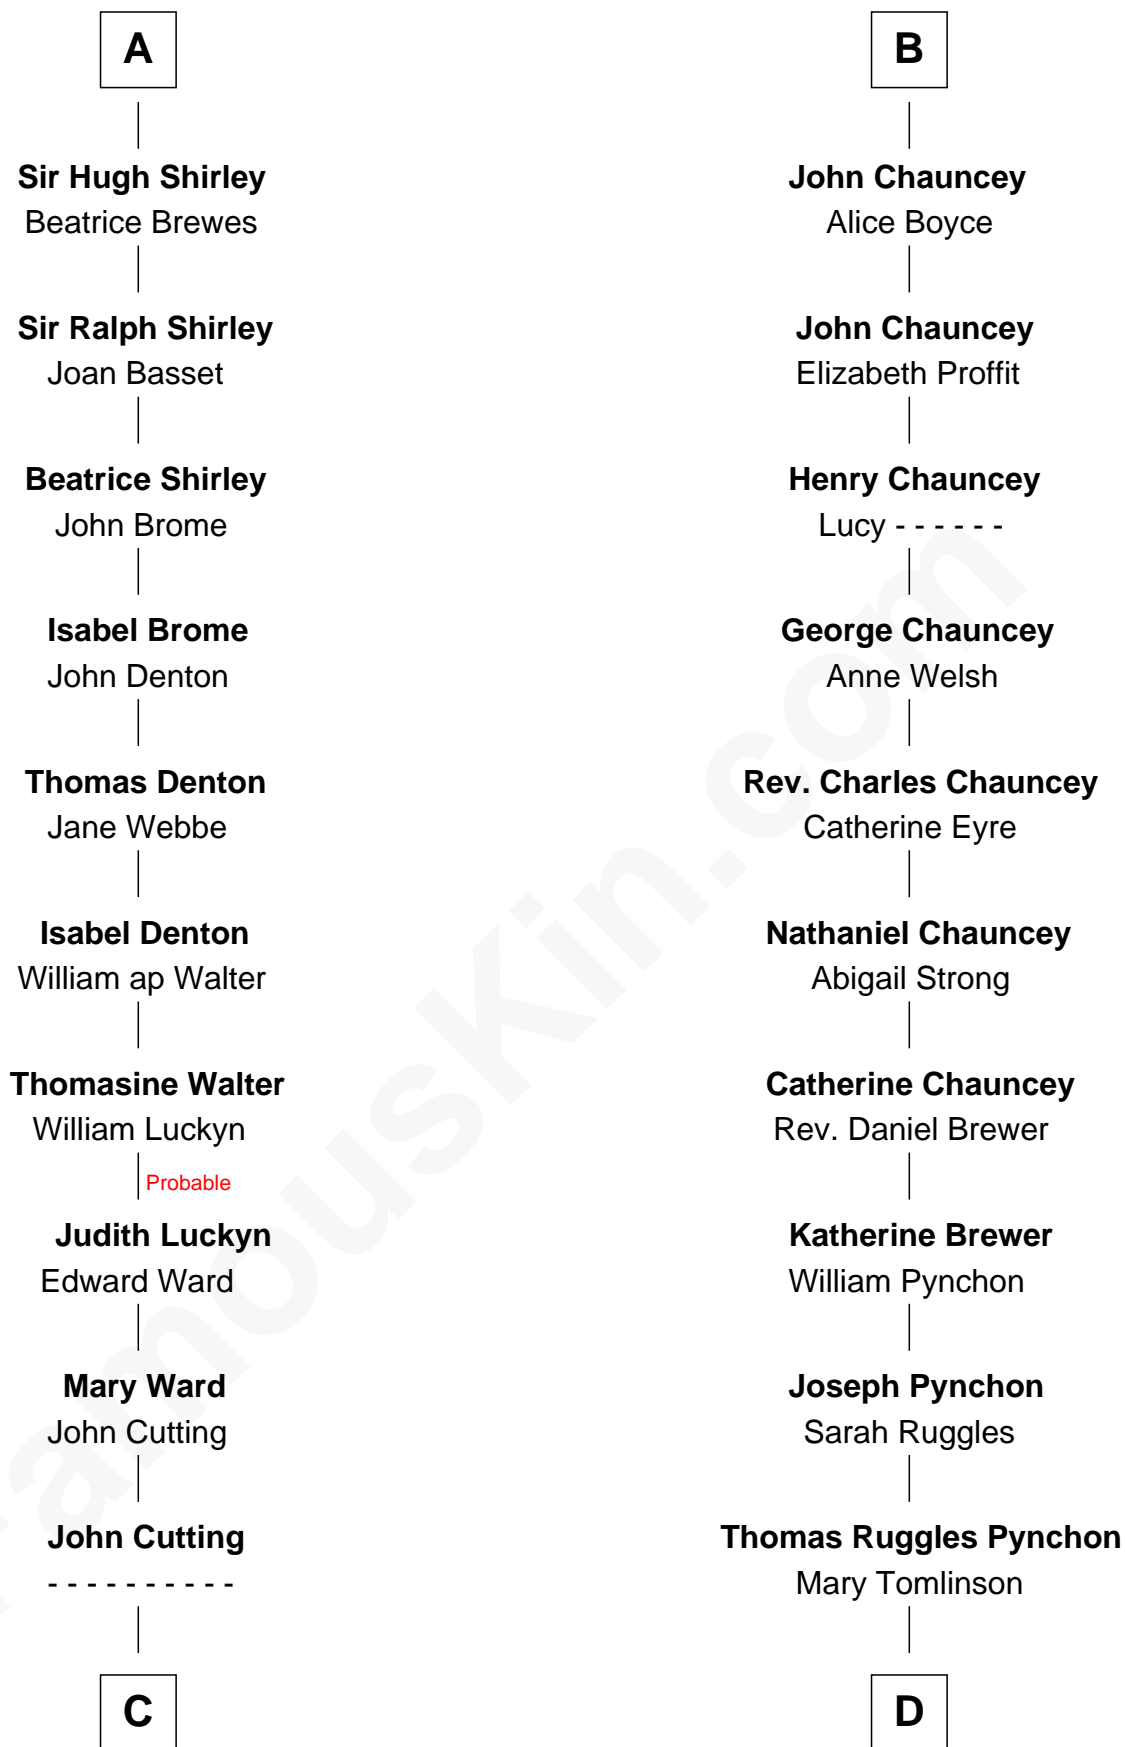 A
Sir Hugh Shirley
Beatrice Brewes
Sir Ralph Shirley
Joan Basset
Beatrice Shirley
John Brome
Isabel Brome
John Denton
Thomas Denton
Jane Webbe
Isabel Denton
William ap Walter
Thomasine Walter
William Luckyn
Probable
Judith Luckyn
Edward Ward
Mary Ward
John Cutting
John Cutting
- - - - - - - - - -
C
B
John Chauncey
Alice Boyce
John Chauncey
Elizabeth Proffit
Henry Chauncey
Lucy - - - - - -
George Chauncey
Anne Welsh
Rev. Charles Chauncey
Catherine Eyre
Nathaniel Chauncey
Abigail Strong
Catherine Chauncey
Rev. Daniel Brewer
Katherine Brewer
William Pynchon
Joseph Pynchon
Sarah Ruggles
Thomas Ruggles Pynchon
Mary Tomlinson
D
FamousKin.com